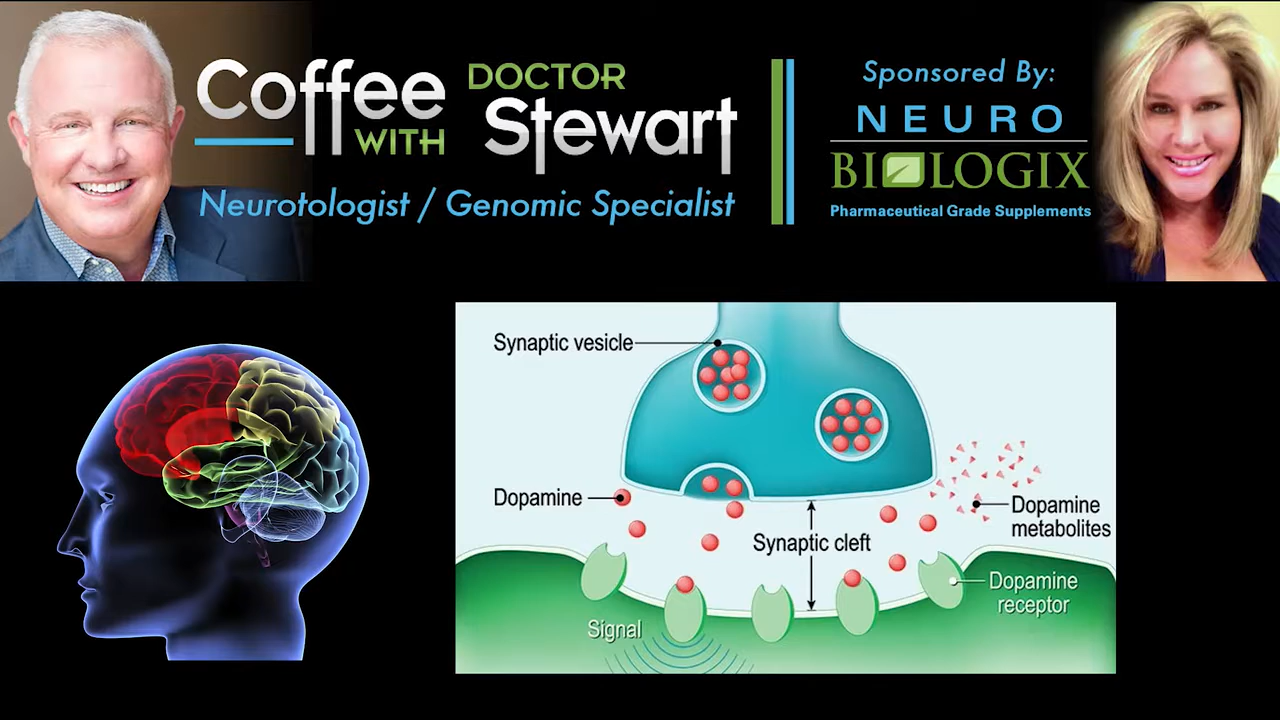 Coffee WITH DOCTOR Stewart
Neurotologist / Genomic Specialist
Sponsored By:
NEURO
BIOLOGIX
Pharmaceutical Grade Supplements
Synaptic vesicle
Dopamine
Synaptic cleft
Dopamine
metabolites
Dopamine
receptor
Signal